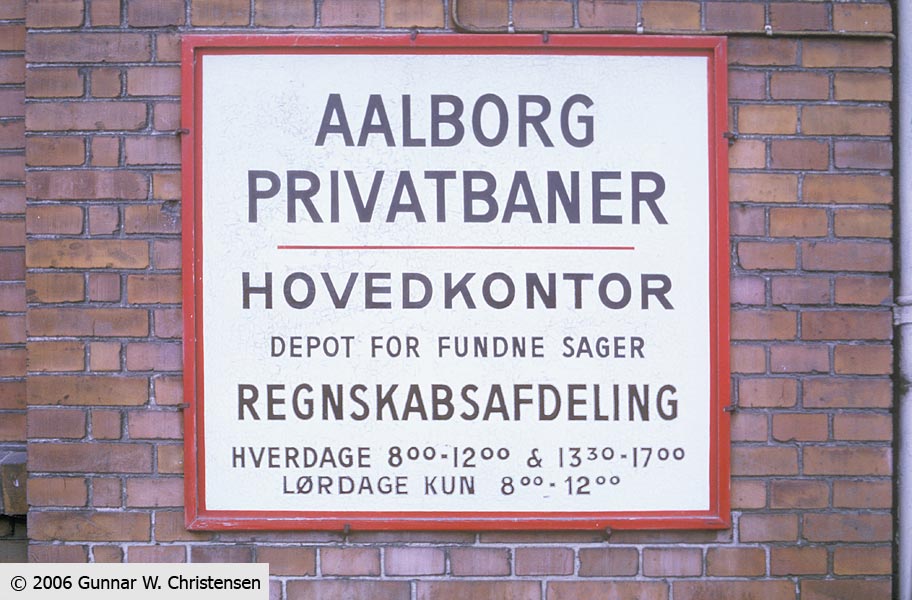 AALBORG
PRIVATBANER
HOVEDKONTOR
DEPOT FOR FUNDNE SAGER
REGNSKABSAFDELING
HVERDAGE 8⁰⁰-12⁰⁰ & 13³⁰-17⁰⁰
LØRDAGE KUN 8⁰⁰-12⁰⁰
© 2006 Gunnar W. Christensen